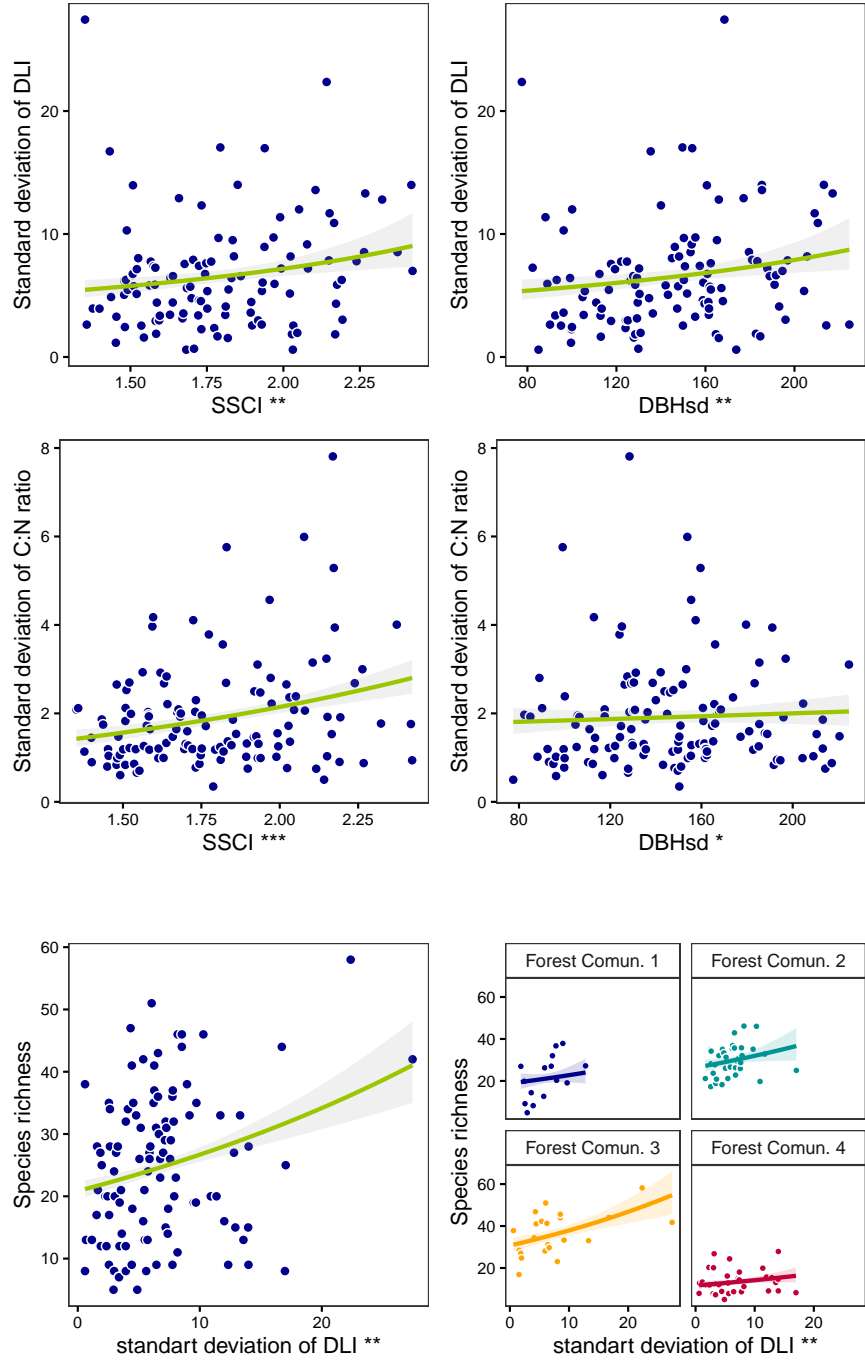 Standard deviation of DLI
20
10
0
1.50 1.75 2.00 2.25
SSCI **
Standard deviation of DLI
20
10
0
80 120 160 200
DBHsd **
Standard deviation of C:N ratio
8
6
4
2
0
1.50 1.75 2.00 2.25
SSCI ***
Standard deviation of C:N ratio
8
6
4
2
0
80 120 160 200
DBHsd *
Species richness
60
50
40
30
20
10
0 10 20
standart deviation of DLI **
Species richness
Forest Comun. 1 Forest Comun. 2
60
40
20
Forest Comun. 3 Forest Comun. 4
60
40
20
0 10 20 0 10 20
standart deviation of DLI **